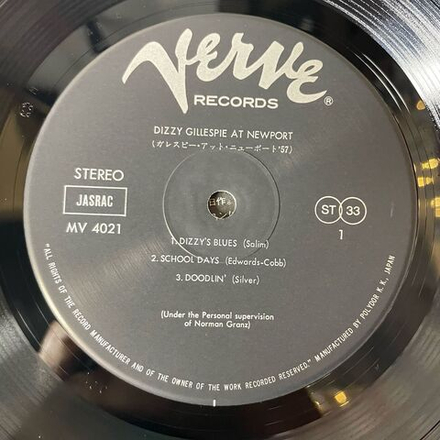 Verve
RECORDS ®
DIZZY GILLESPIE AT NEWPORT
(ガレスピー・アット・ニューポート'57)
STEREO
JASRAC
MV 4021
ST 33
1
1. DIZZY'S BLUES (Salim)
2. SCHOOL DAYS (Edwards-Cobb)
3. DOODLIN' (Silver)
(Under the Personal supervision
of Norman Granz)
"ALL RIGHTS OF THE RECORD MANUFACTURER AND OF THE OWNER OF THE WORK RECORDED RESERVED." MANUFACTURED BY POLYDOR K.K., JAPAN